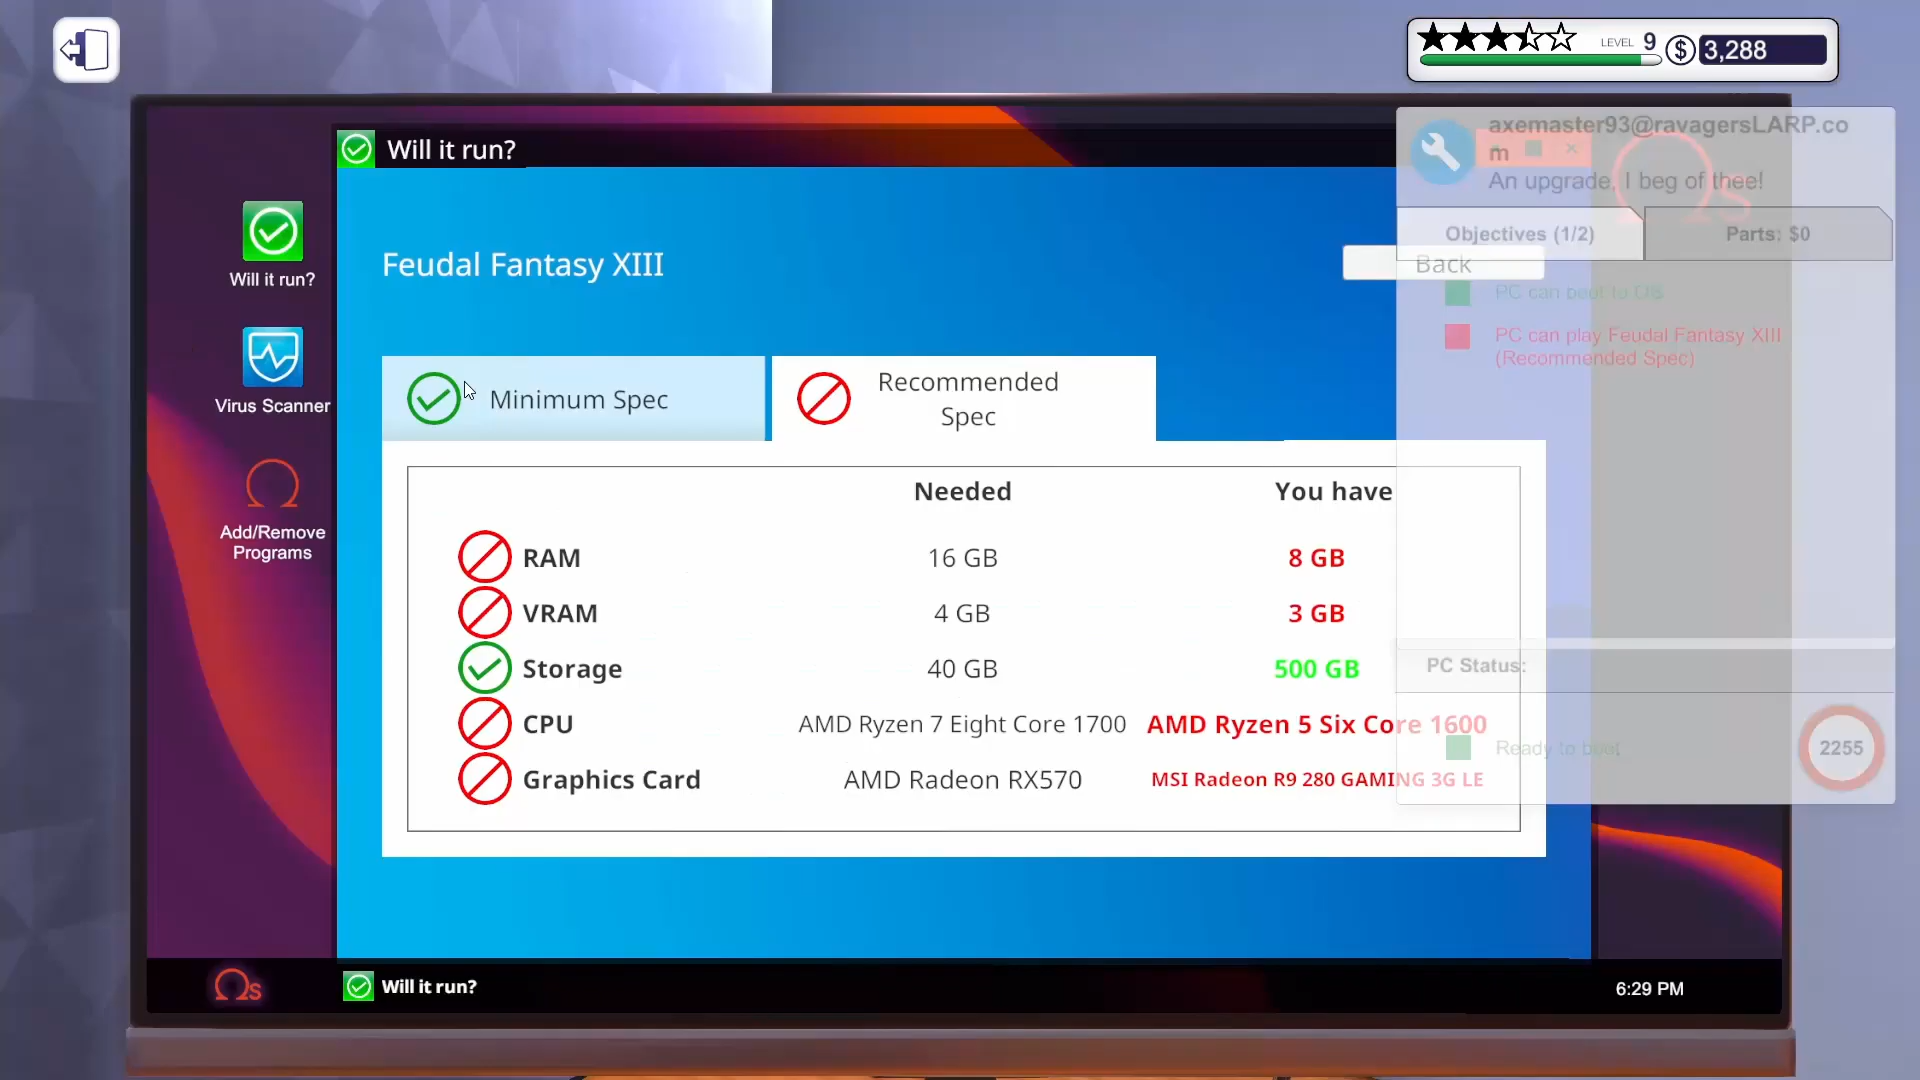 LEVEL 9
$ 3,288
Will it run?
axemaster93@ravagersLARP.co
m
An upgrade, I beg of thee!
Objectives (1/2)
Parts: $0
Will it run?
Feudal Fantasy XIII
Back
PC can boot to OS
PC can play Feudal Fantasy XIII
(Recommended Spec)
Virus Scanner
Minimum Spec
Recommended
Spec
Needed
You have
Add/Remove
Programs
RAM
16 GB
8 GB
VRAM
4 GB
3 GB
Storage
40 GB
500 GB
PC Status:
CPU
AMD Ryzen 7 Eight Core 1700
AMD Ryzen 5 Six Core 1600
Ready to boot
2255
Graphics Card
AMD Radeon RX570
MSI Radeon R9 280 GAMING 3G LE
Ωs
Will it run?
6:29 PM